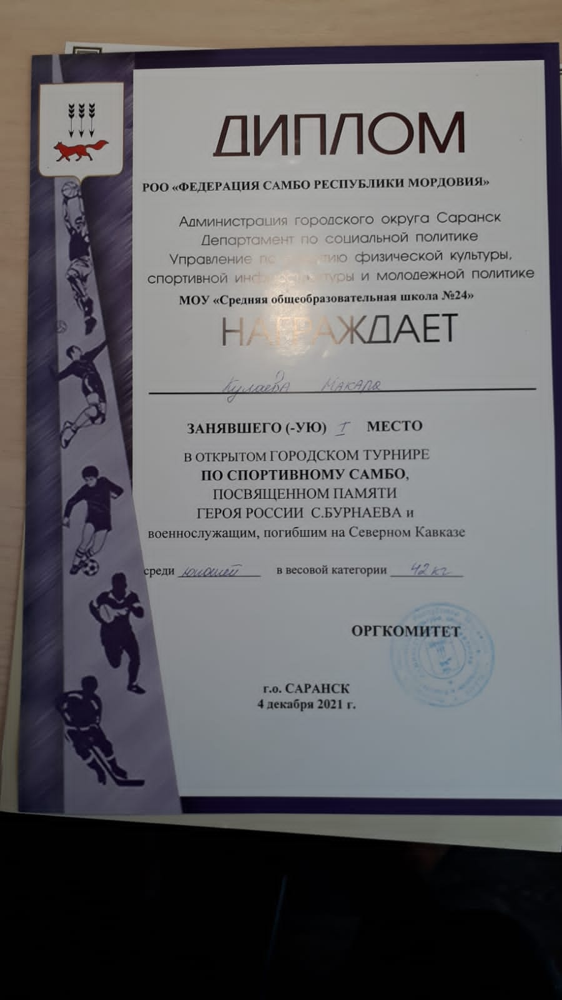 ДИПЛОМ
РОО «ФЕДЕРАЦИЯ САМБО РЕСПУБЛИКИ МОРДОВИЯ»
Администрация городского округа Саранск
Департамент по социальной политике
Управление по развитию физической культуры,
спортивной инфраструктуры и молодежной политике
МОУ «Средняя общеобразовательная школа №24»
НАГРАЖДАЕТ
Кулаева Макара
ЗАНЯВШЕГО (-УЮ) I МЕСТО
В ОТКРЫТОМ ГОРОДСКОМ ТУРНИРЕ
ПО СПОРТИВНОМУ САМБО,
ПОСВЯЩЕННОМ ПАМЯТИ
ГЕРОЯ РОССИИ С.БУРНАЕВА и
военнослужащим, погибшим на Северном Кавказе
среди юношей в весовой категории 42 кг
ОРГКОМИТЕТ
г.о. САРАНСК
4 декабря 2021 г.